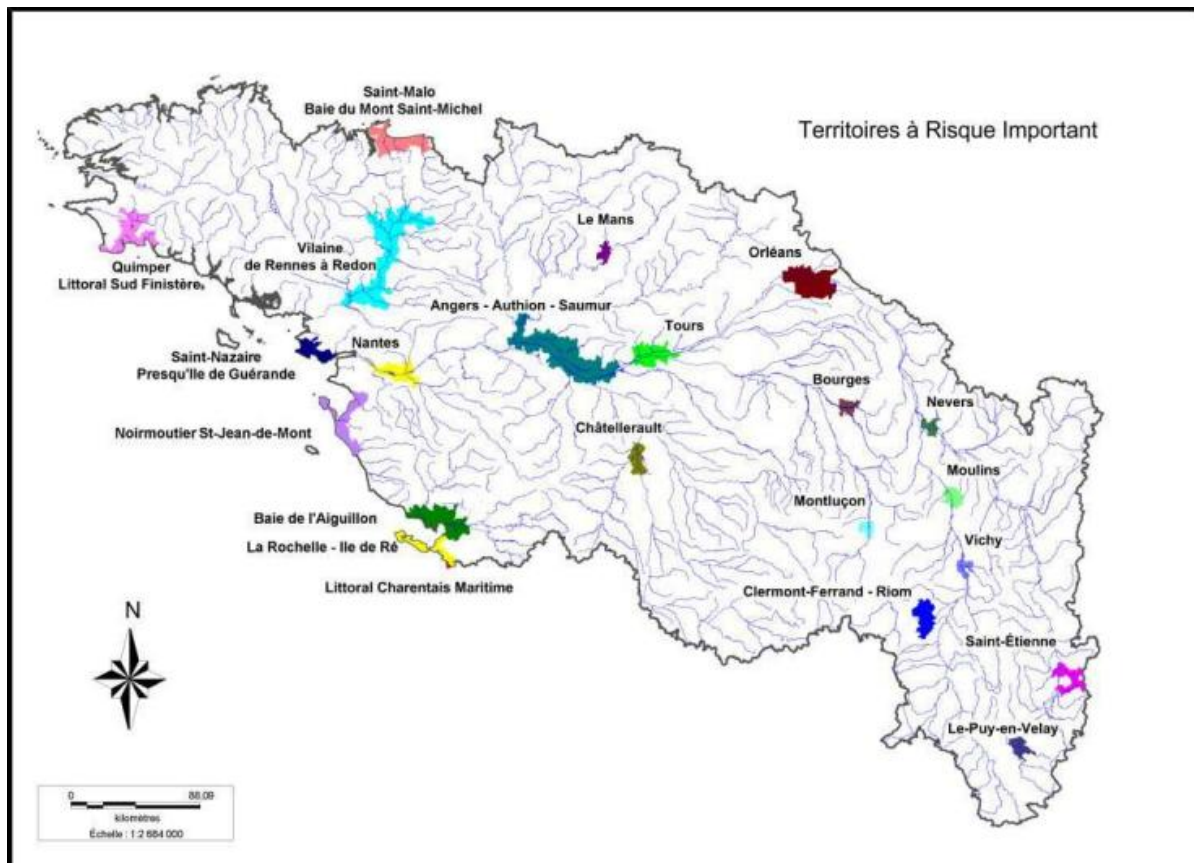 Saint-Malo
Baie du Mont Saint-Michel
Territoires à Risque Important
Le Mans
Orléans
Vilaine
de Rennes à Redon
Quimper
Littoral Sud Finistère
Angers - Authion - Saumur
Tours
Nantes
Saint-Nazaire
Presqu'Ile de Guérande
Bourges
Nevers
Noirmoutier St-Jean-de-Mont
Châtellerault
Moulins
Montluçon
Baie de l'Aiguillon
La Rochelle - Ile de Ré
Vichy
Littoral Charentais Maritime
Clermont-Ferrand - Riom
Saint-Étienne
N
Le-Puy-en-Velay
0 88.09
kilomètres
Échelle : 1:2 684 000